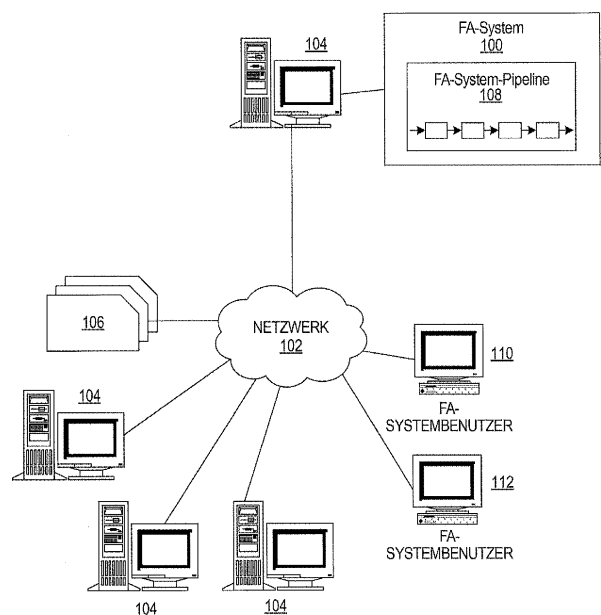 104
FA-System
100
FA-System-Pipeline
108
106
NETZWERK
102
110
FA-
SYSTEMBENUTZER
104
112
FA-
SYSTEMBENUTZER
104
104